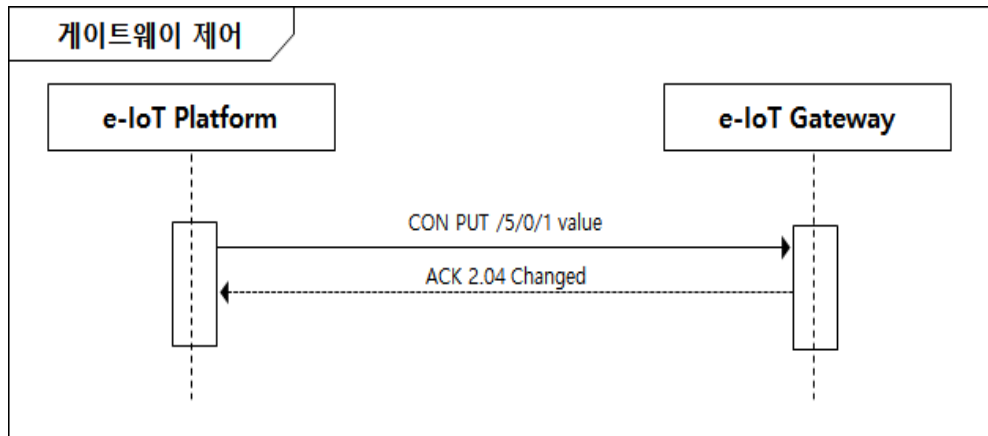 게이트웨이 제어
e-IoT Platform
e-IoT Gateway
CON PUT /5/0/1 value
ACK 2.04 Changed